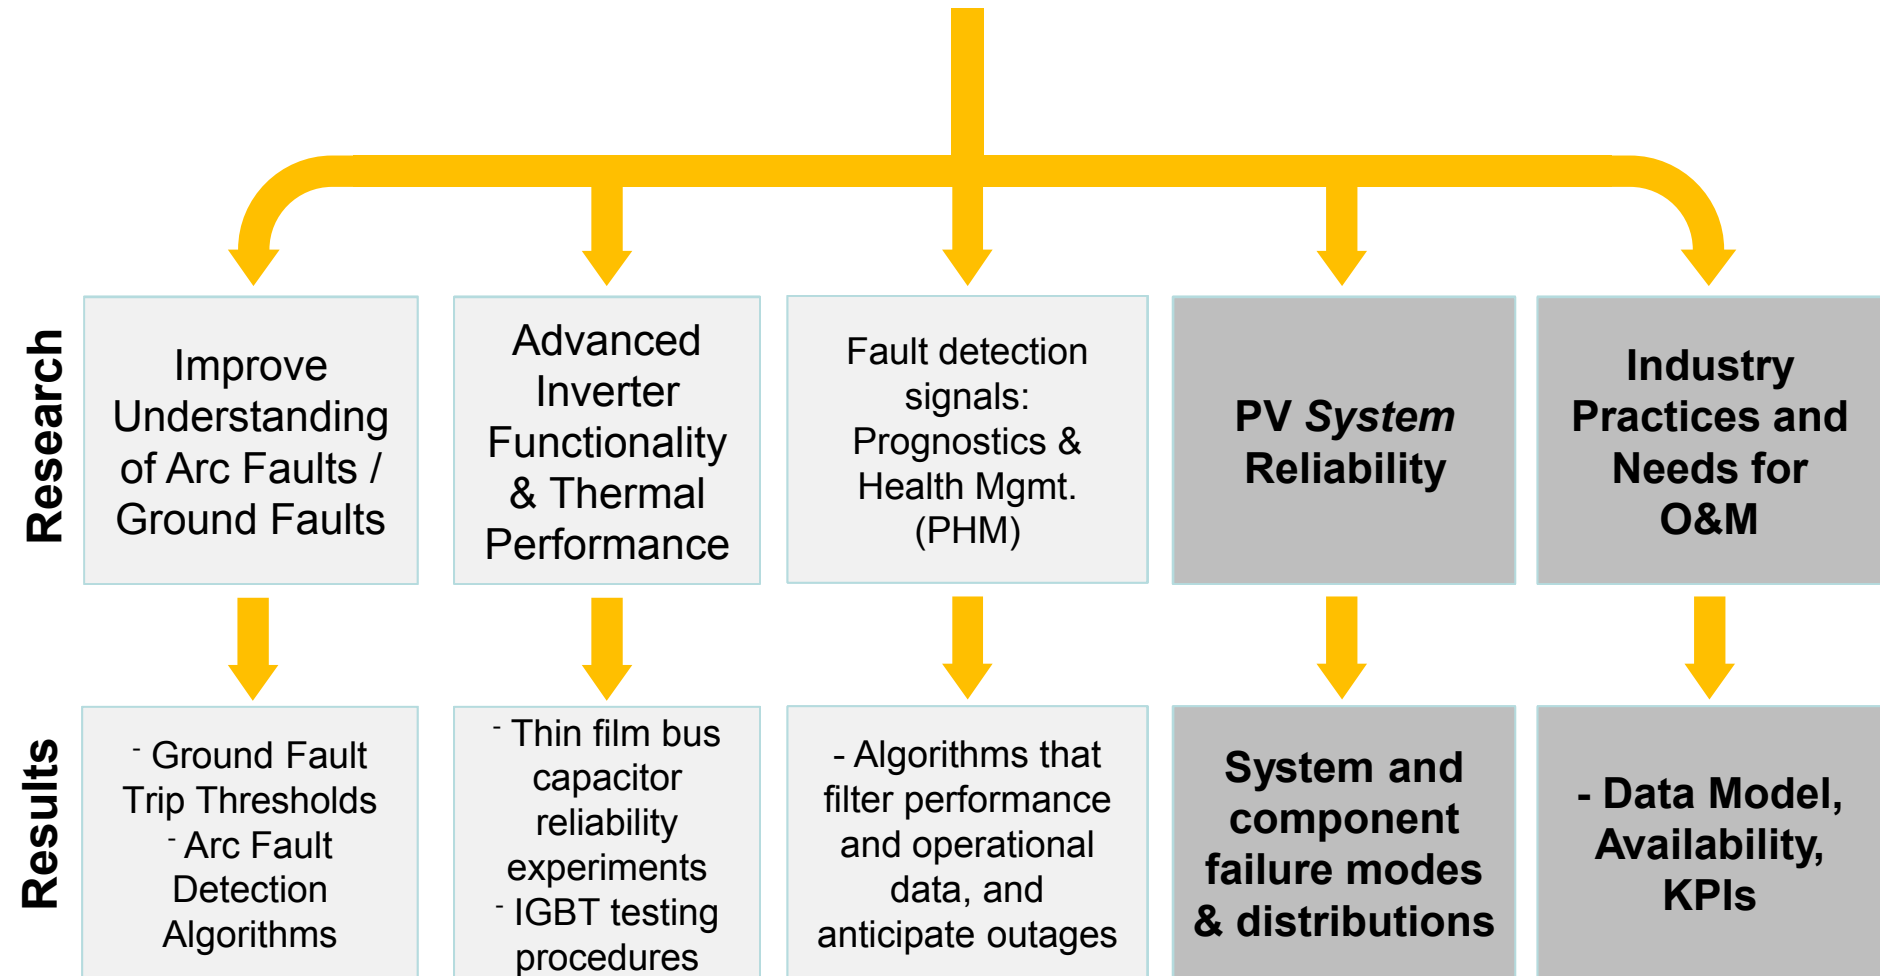 Research
Improve
Understanding
of Arc Faults /
Ground Faults
Advanced
Inverter
Functionality
& Thermal
Performance
Fault detection
signals:
Prognostics &
Health Mgmt.
(PHM)
PV System
Reliability
Industry
Practices and
Needs for
O&M
Results
- Ground Fault
Trip Thresholds
- Arc Fault
Detection
Algorithms
- Thin film bus
capacitor
reliability
experiments
- IGBT testing
procedures
- Algorithms that
filter performance
and operational
data, and
anticipate outages
System and
component
failure modes
& distributions
- Data Model,
Availability,
KPIs